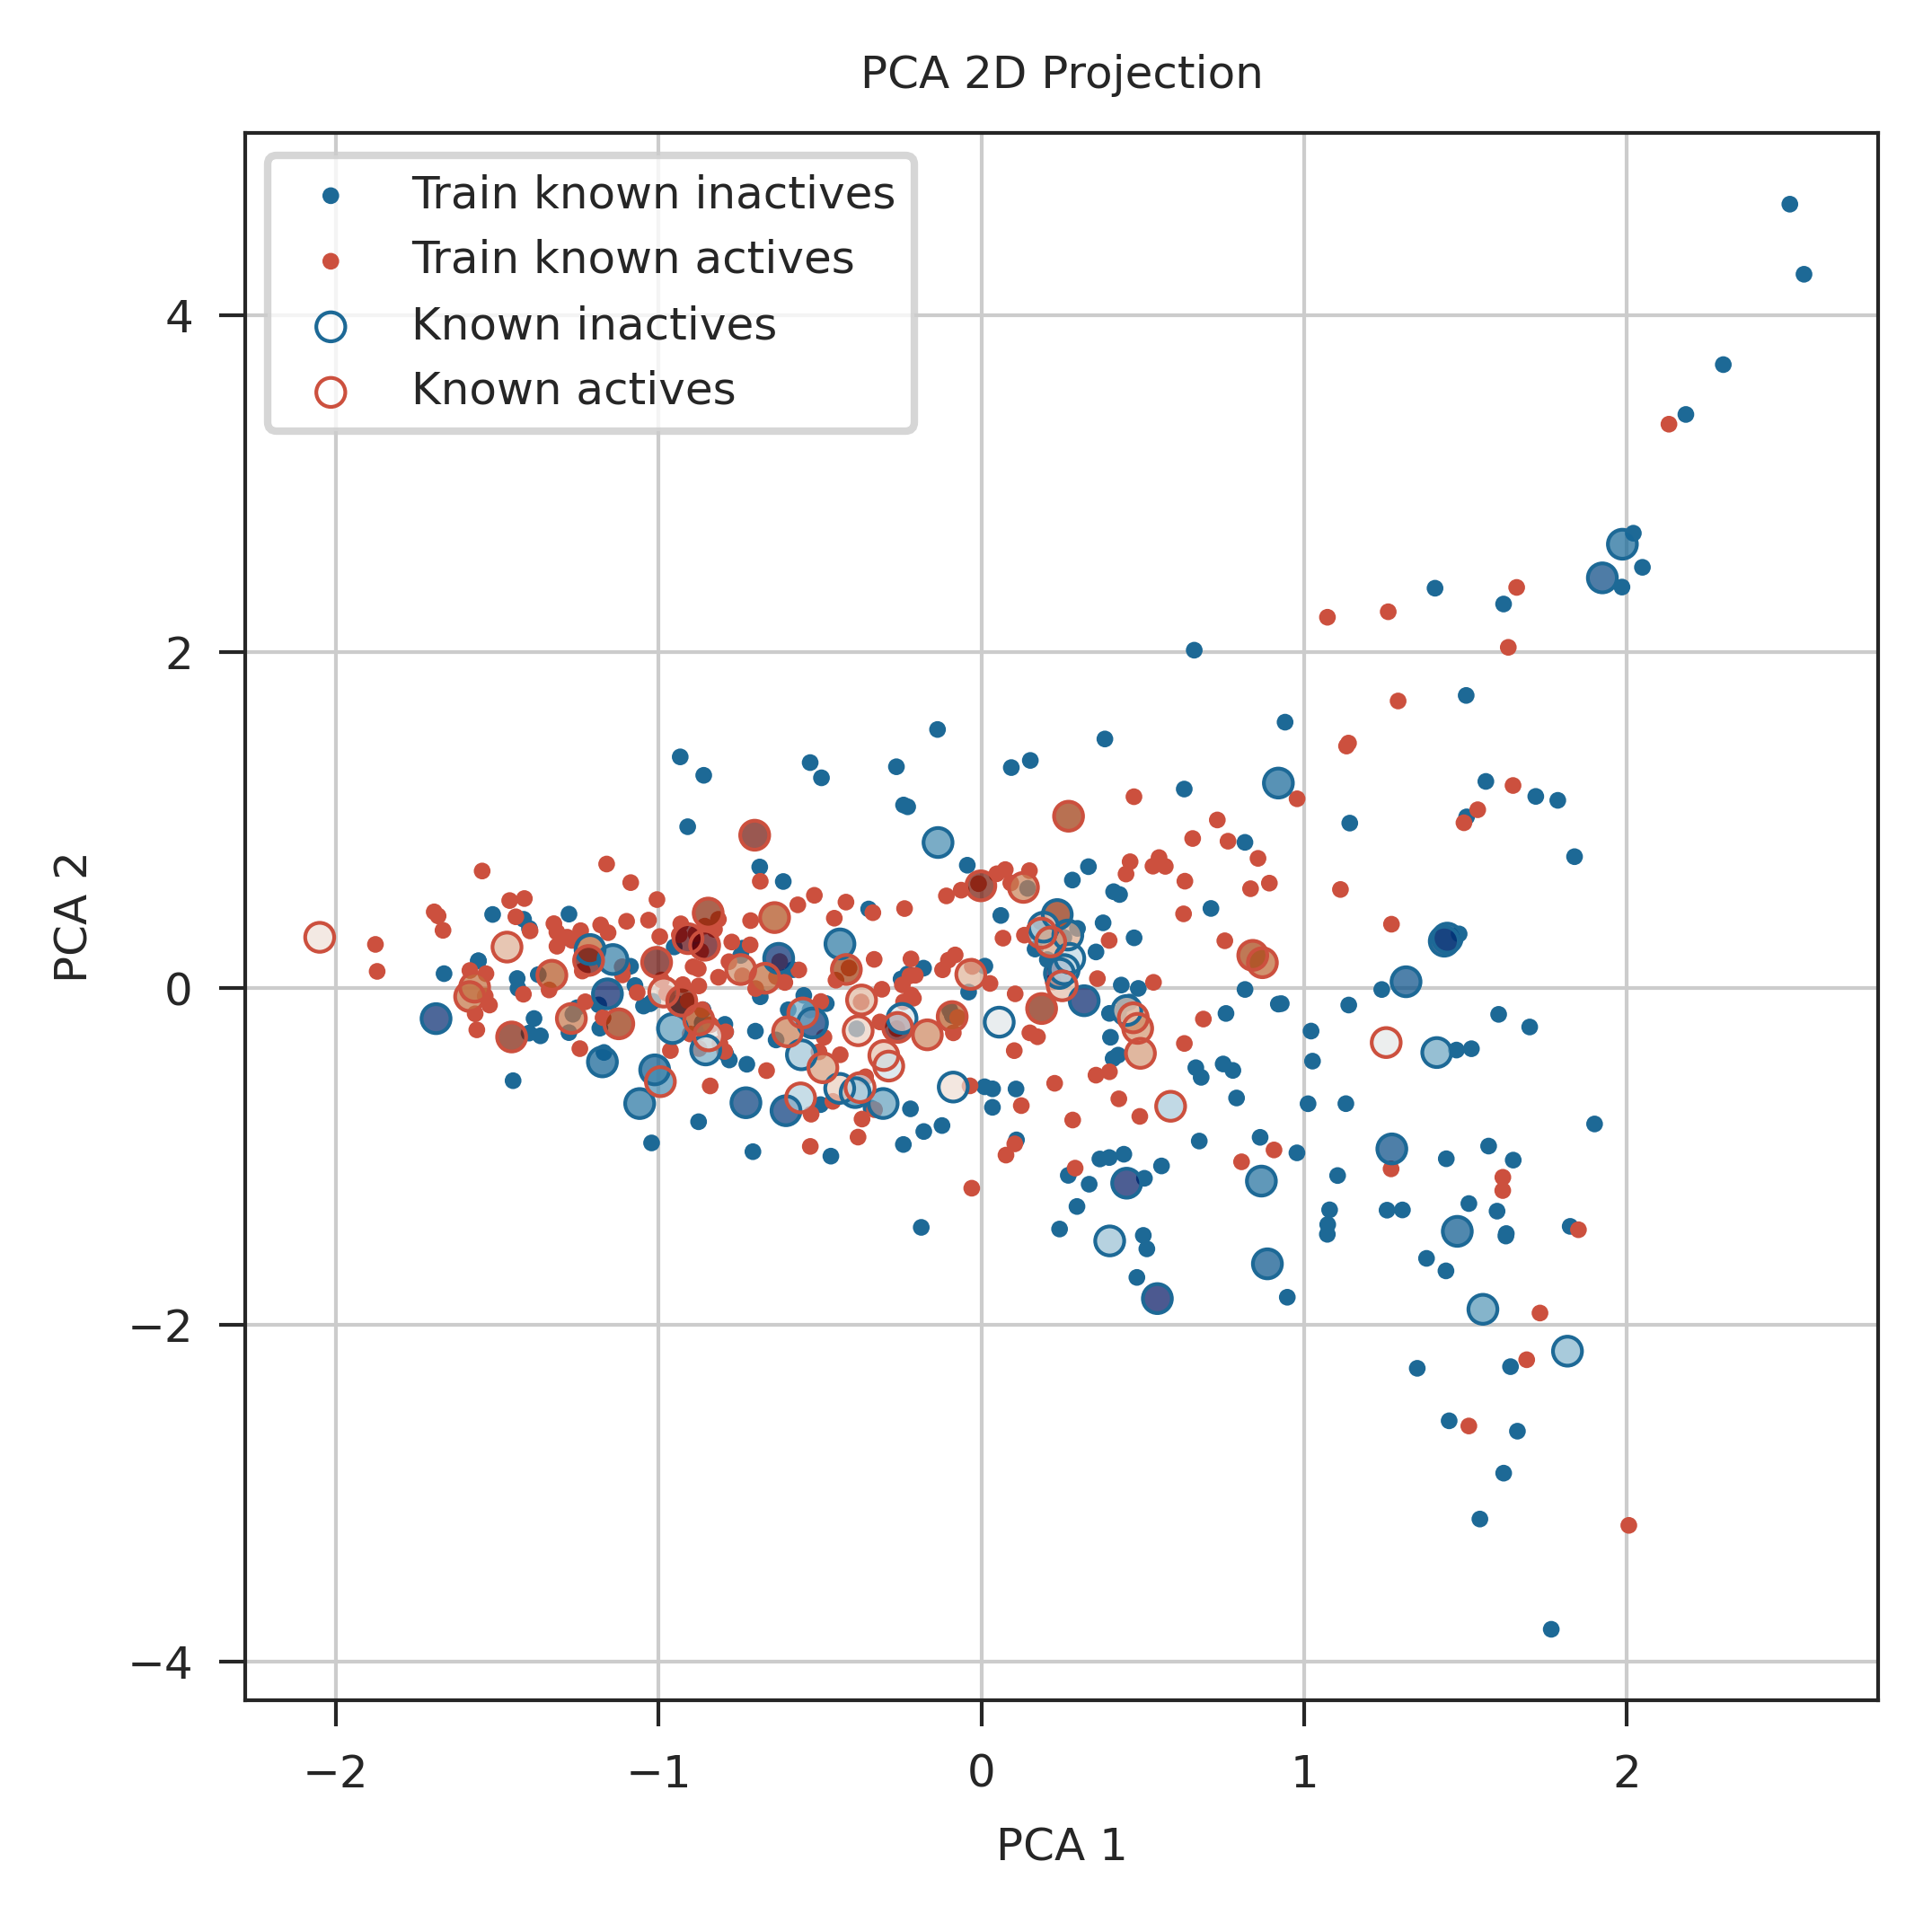 PCA 2D Projection
Train known inactives
Train known actives
Known inactives
Known actives
4
2
0
−2
−4
PCA 2
−2
−1
0
1
2
PCA 1